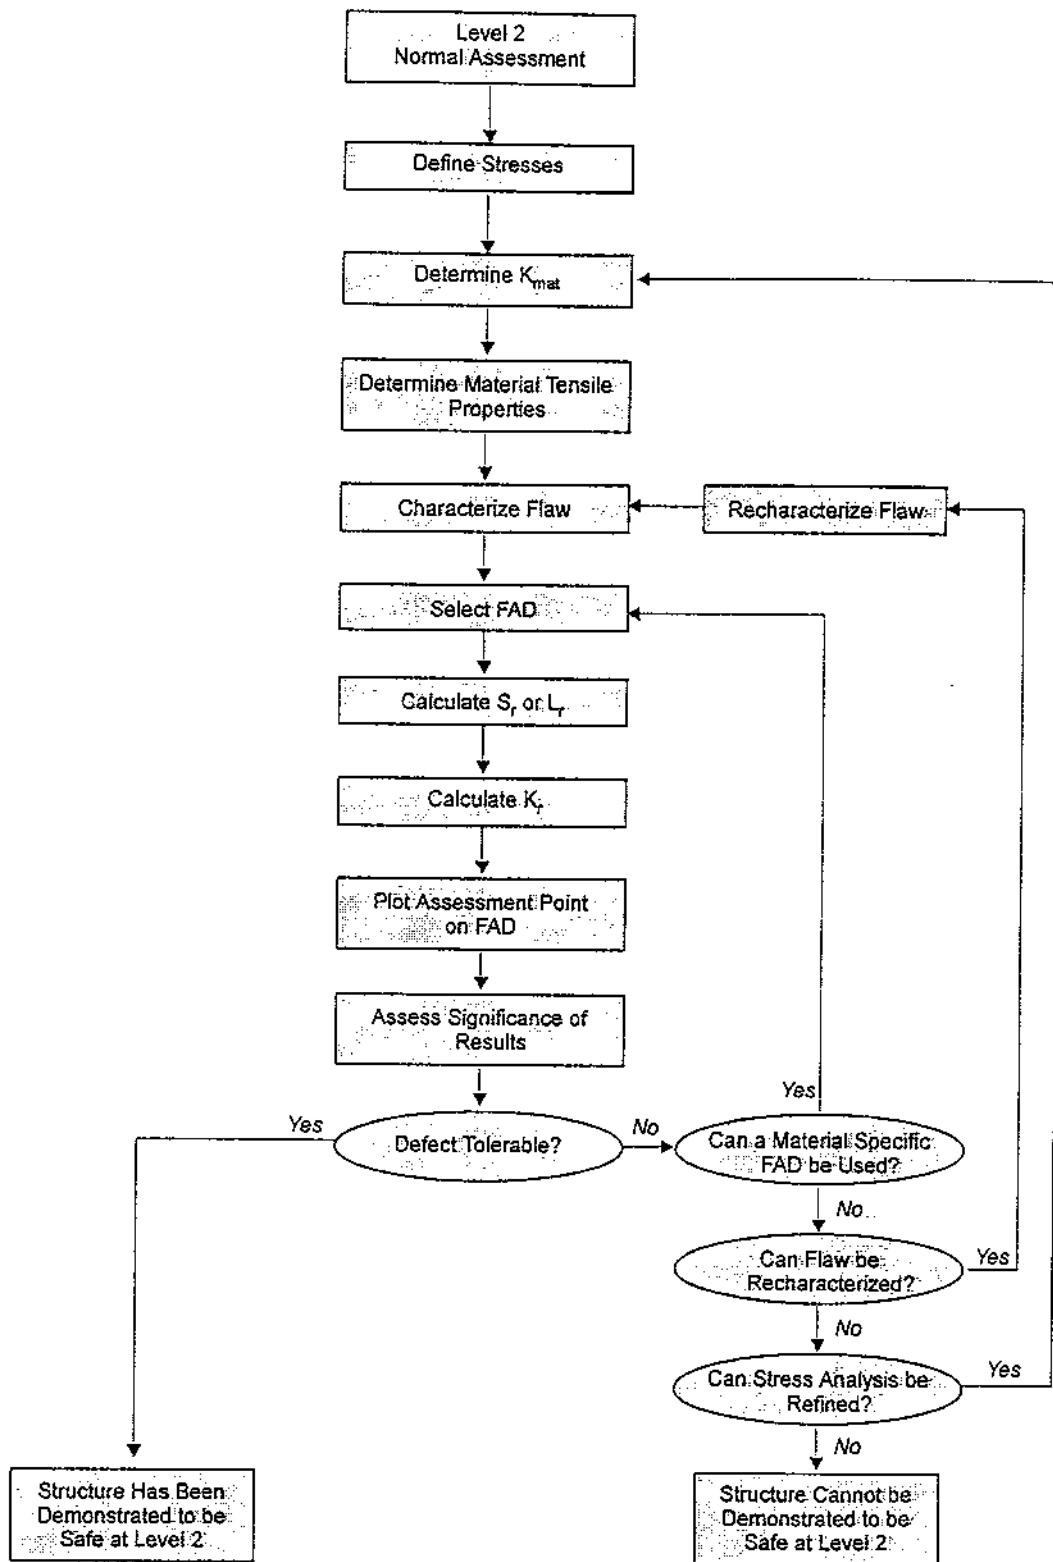 Level 2
Normal Assessment
Define Stresses
Determine Kmat
Determine Material Tensile
Properties
Characterize Flaw
Recharacterize Flaw
Select FAD
Calculate Sr or Lr
Calculate Kr
Plot Assessment Point
on FAD
Assess Significance of
Results
Yes
Defect Tolerable?
No
Yes
Can a Material Specific
FAD be Used?
No
Can Flaw be
Recharacterized?
Yes
No
Can Stress Analysis be
Refined?
Yes
No
Structure Has Been
Demonstrated to be
Safe at Level 2
Structure Cannot be
Demonstrated to be
Safe at Level 2